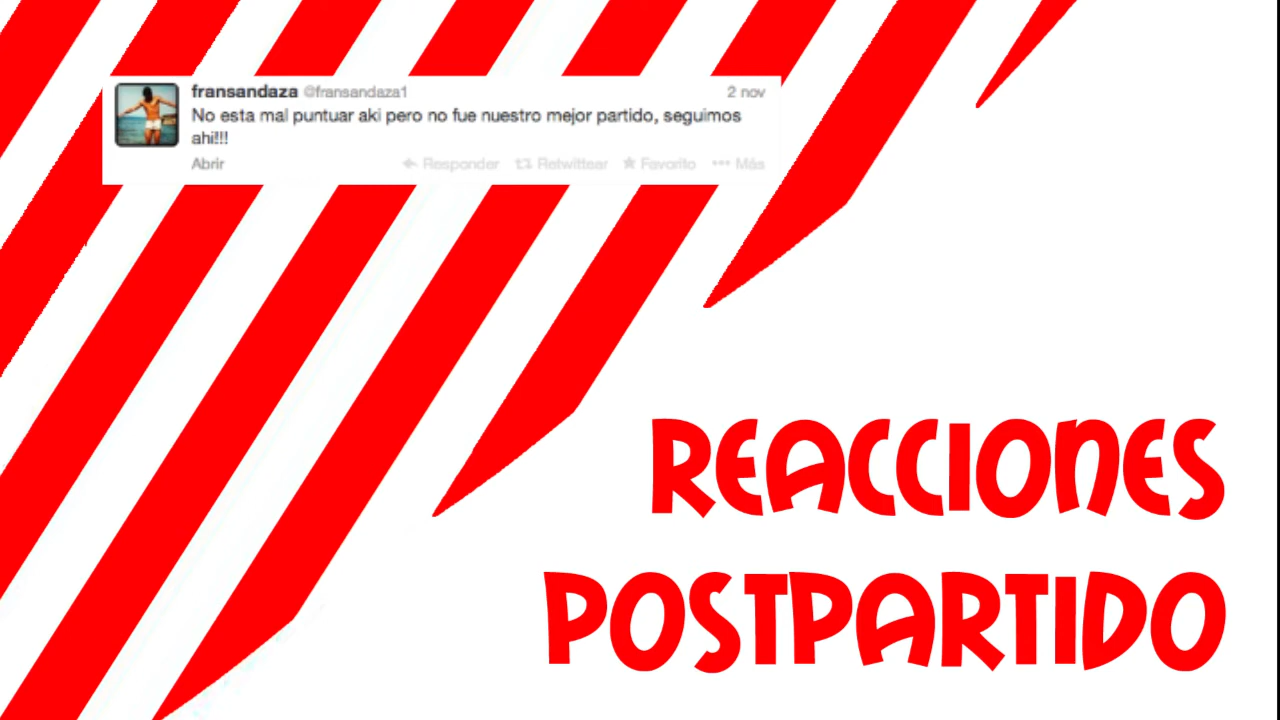 fransandaza @fransandaza1 2 nov
No esta mal puntuar aki pero no fue nuestro mejor partido, seguimos
ahi!!!
Abrir Responder Retwittear Favorito Más
REACCIONES
POSTPARTIDO